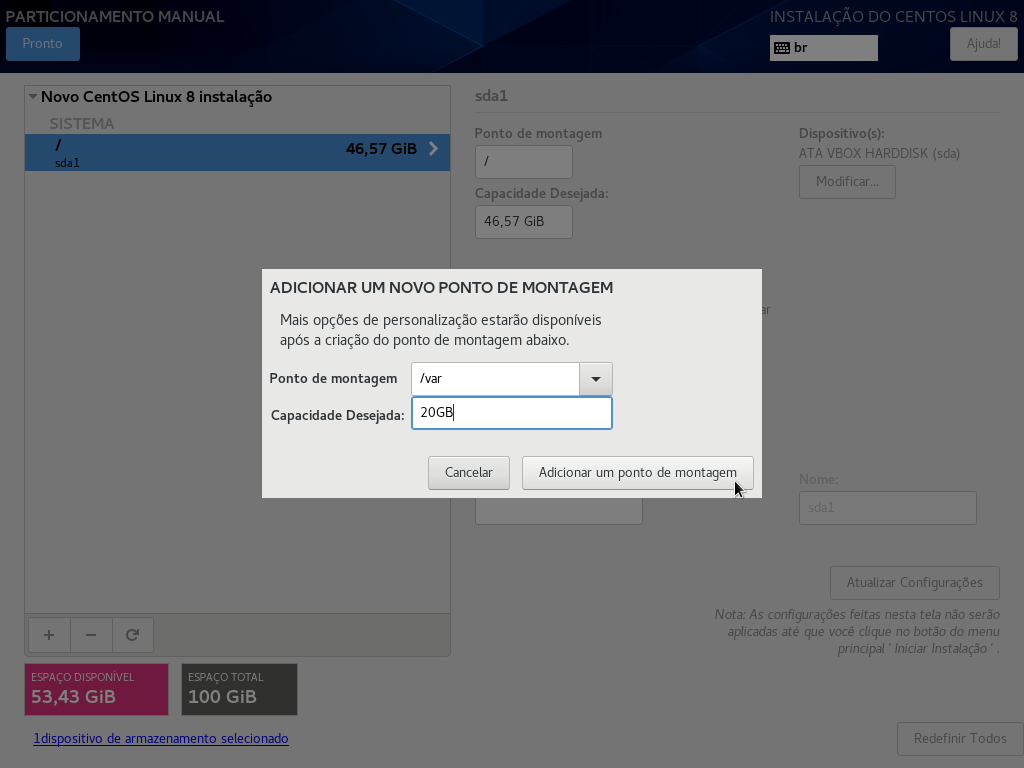 PARTICIONAMENTO MANUAL
INSTALAÇÃO DO CENTOS LINUX 8
Pronto
br
Ajuda!
Novo CentOS Linux 8 instalação
SISTEMA
/
46,57 GiB
sda1
sda1
Ponto de montagem
/
Capacidade Desejada:
46,57 GiB
Dispositivo(s):
ATA VBOX HARDDISK (sda)
Modificar...
ADICIONAR UM NOVO PONTO DE MONTAGEM
Mais opções de personalização estarão disponíveis
após a criação do ponto de montagem abaixo.
Ponto de montagem
/var
Capacidade Desejada:
20GB
Cancelar
Adicionar um ponto de montagem
Nome:
sda1
Atualizar Configurações
Nota: As configurações feitas nesta tela não serão
aplicadas até que você clique no botão do menu
principal ' Iniciar Instalação ' .
ESPAÇO DISPONÍVEL
53,43 GiB
ESPAÇO TOTAL
100 GiB
1dispositivo de armazenamento selecionado
Redefinir Todos